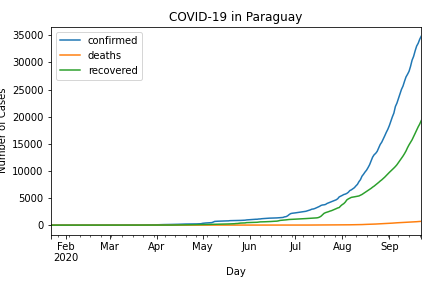 COVID-19 in Paraguay
35000
30000
25000
20000
15000
10000
5000
0
Number of Cases
confirmed
deaths
recovered
Feb
2020
Mar
Apr
May
Jun
Jul
Aug
Sep
Day